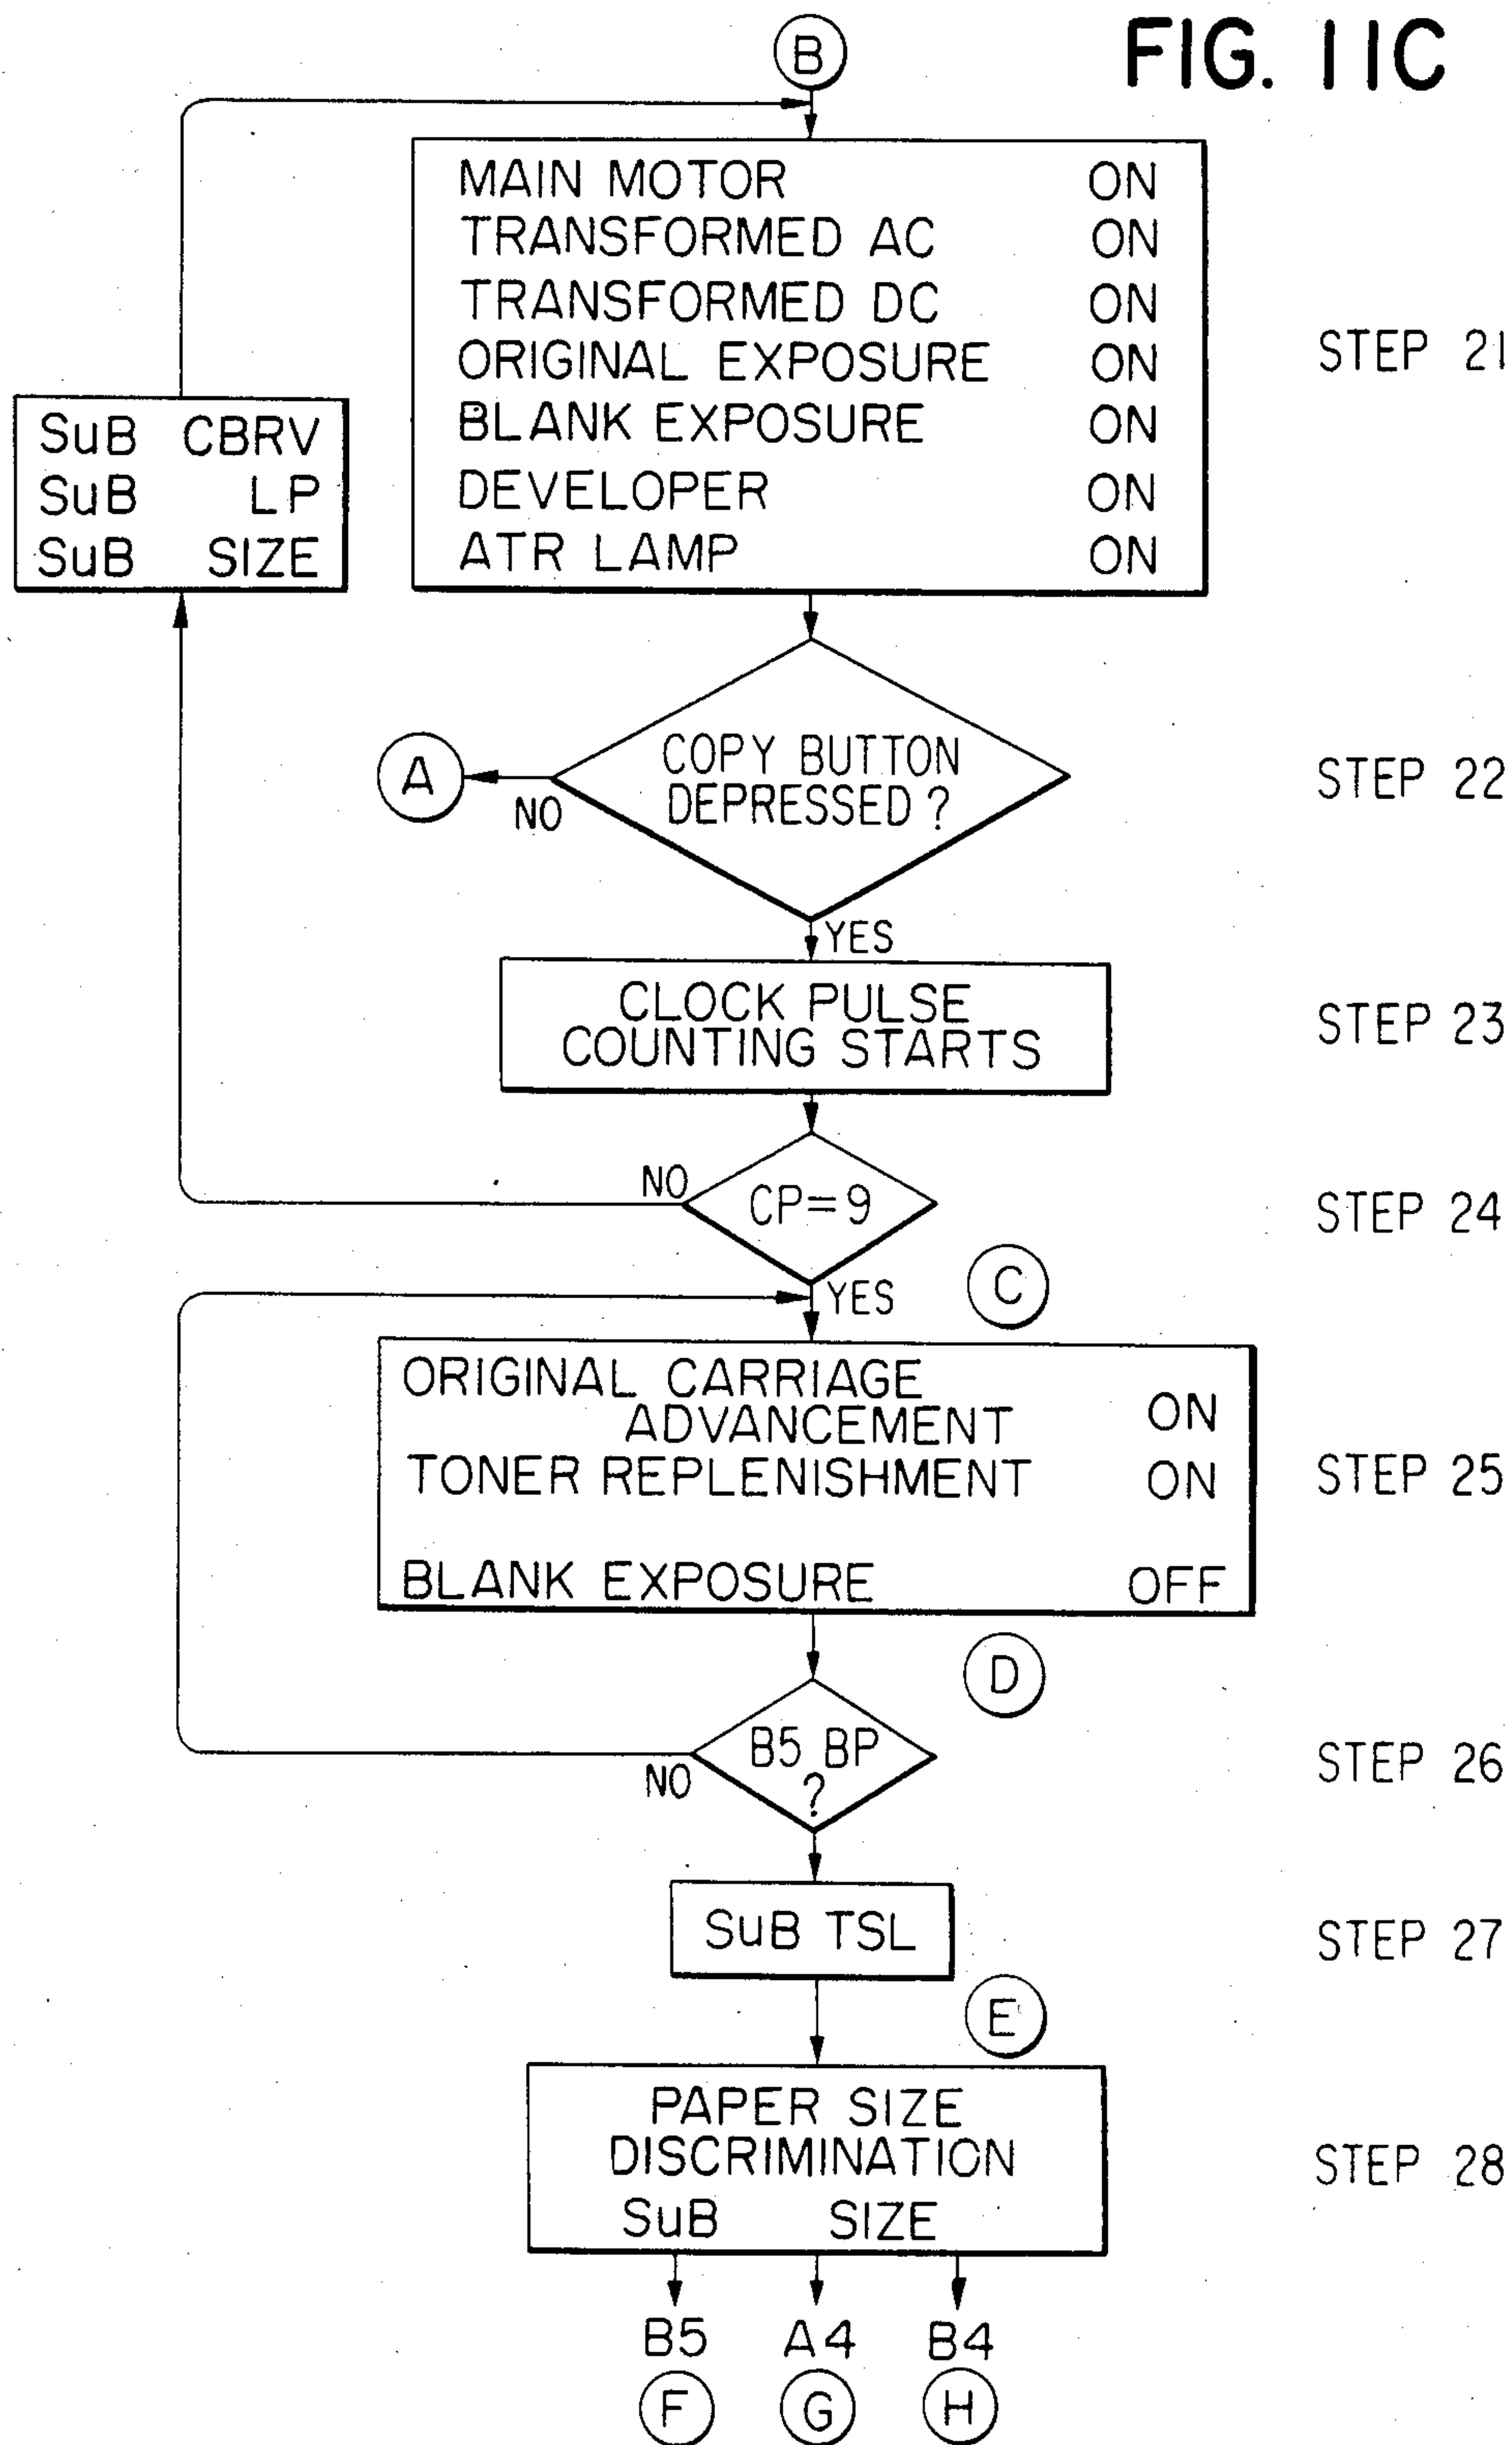 FIG. 11C
B
MAIN MOTOR ON
TRANSFORMED AC ON
TRANSFORMED DC ON
ORIGINAL EXPOSURE ON
BLANK EXPOSURE ON
DEVELOPER ON
ATR LAMP ON
STEP 21
SuB CBRV
SuB LP
SuB SIZE
COPY BUTTON
DEPRESSED ?
A
NO
STEP 22
YES
CLOCK PULSE
COUNTING STARTS
STEP 23
NO
CP=9
STEP 24
YES
C
ORIGINAL CARRIAGE
ADVANCEMENT ON
TONER REPLENISHMENT ON
BLANK EXPOSURE OFF
STEP 25
D
B5 BP
?
NO
STEP 26
SuB TSL
STEP 27
E
PAPER SIZE
DISCRIMINATION
SuB SIZE
STEP 28
B5 A4 B4
F G H